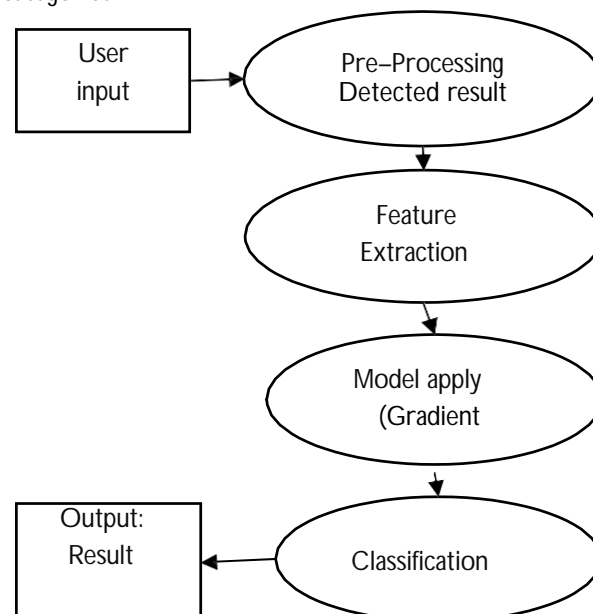 User
input
Pre–Processing
Detected result
Feature
Extraction
Model apply
(Gradient
Classification
Output:
Result